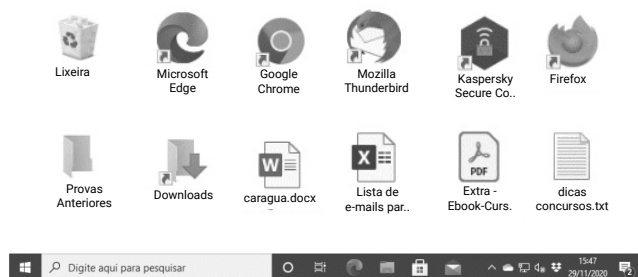 Lixeira
Microsoft
Edge
Google
Chrome
Mozilla
Thunderbird
Kaspersky
Secure Co..
Firefox
Provas
Anteriores
Downloads
W
caragua.docx
X
Lista de
e-mails par..
PDF
Extra -
Ebook-Curs.
dicas
concursos.txt
Digite aqui para pesquisar
15:47
29/11/2020
2